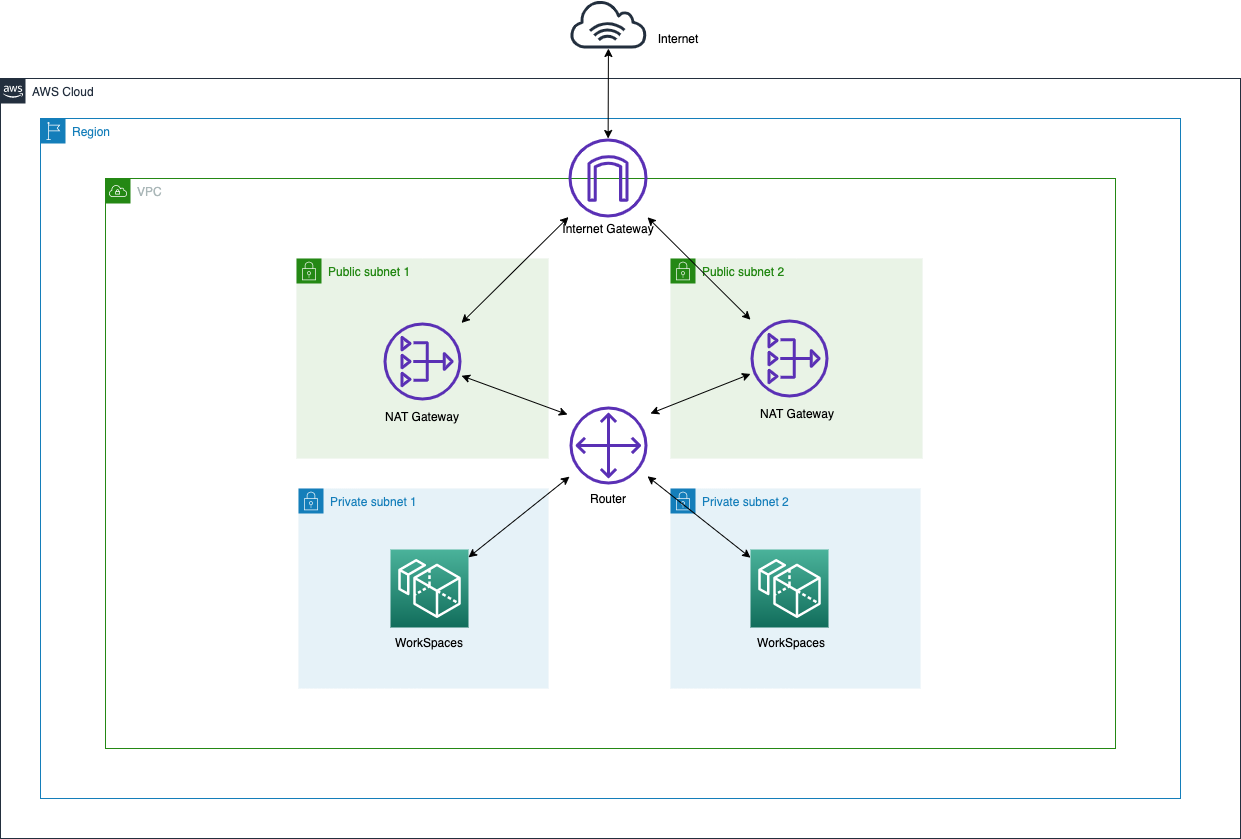 Internet
aws
AWS Cloud
Region
VPC
Internet Gateway
Public subnet 1
Public subnet 2
NAT Gateway
NAT Gateway
Router
Private subnet 1
Private subnet 2
WorkSpaces
WorkSpaces